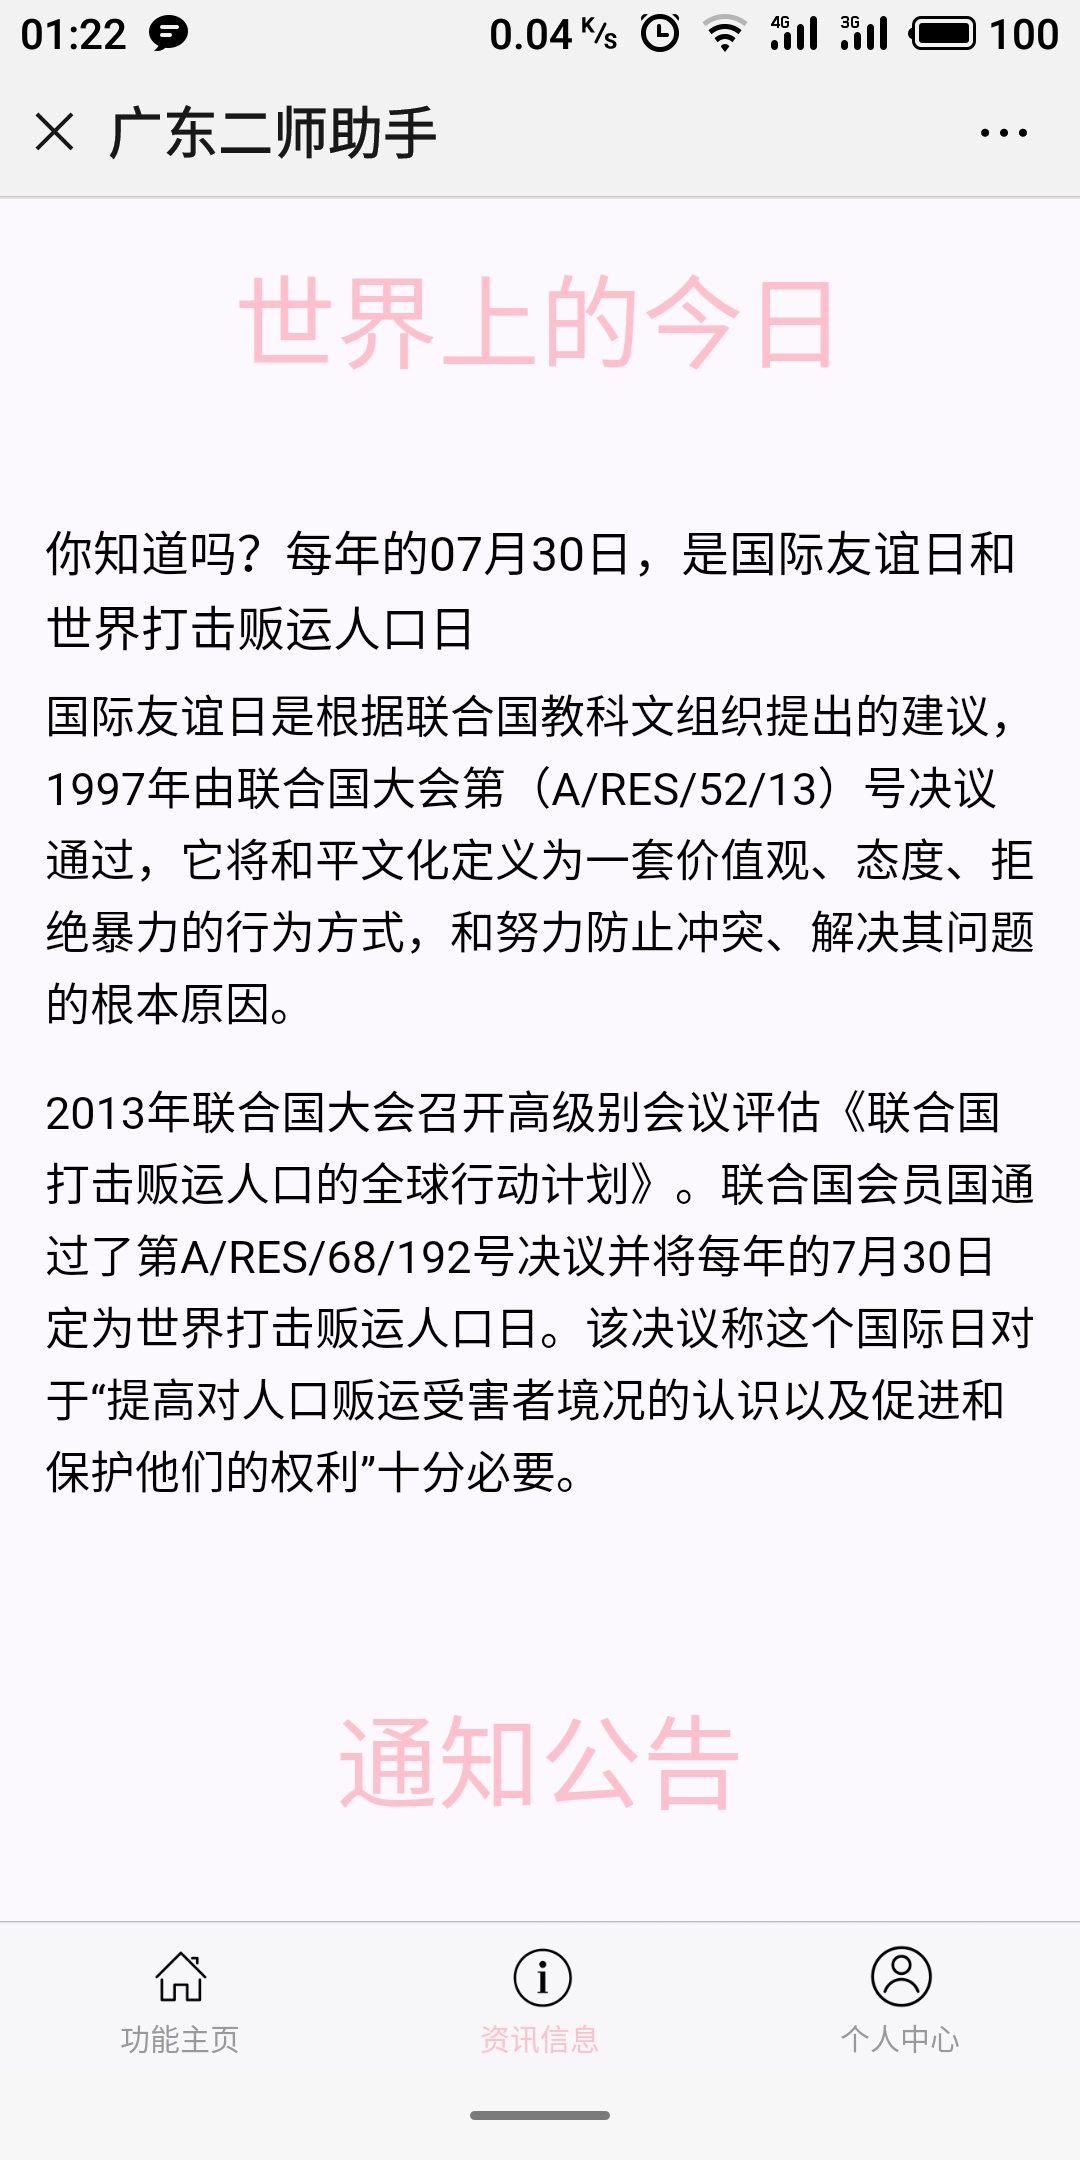 01:22 0.04 K/s 4G 3G 100
广东二师助手
世界上的今日
你知道吗？每年的07月30日，是国际友谊日和
世界打击贩运人口日
国际友谊日是根据联合国教科文组织提出的建议，
1997年由联合国大会第（A/RES/52/13）号决议
通过，它将和平文化定义为一套价值观、态度、拒
绝暴力的行为方式，和努力防止冲突、解决其问题
的根本原因。
2013年联合国大会召开高级别会议评估《联合国
打击贩运人口的全球行动计划》。联合国会员国通
过了第A/RES/68/192号决议并将每年的7月30日
定为世界打击贩运人口日。该决议称这个国际日对
于“提高对人口贩运受害者境况的认识以及促进和
保护他们的权利”十分必要。
通知公告
功能主页 资讯信息 个人中心